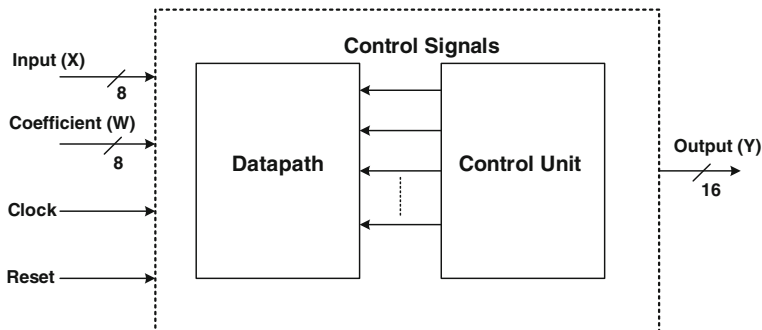 Control Signals
Input (X)
8
Coefficient (W)
8
Datapath
Control Unit
Output (Y)
16
Clock
Reset